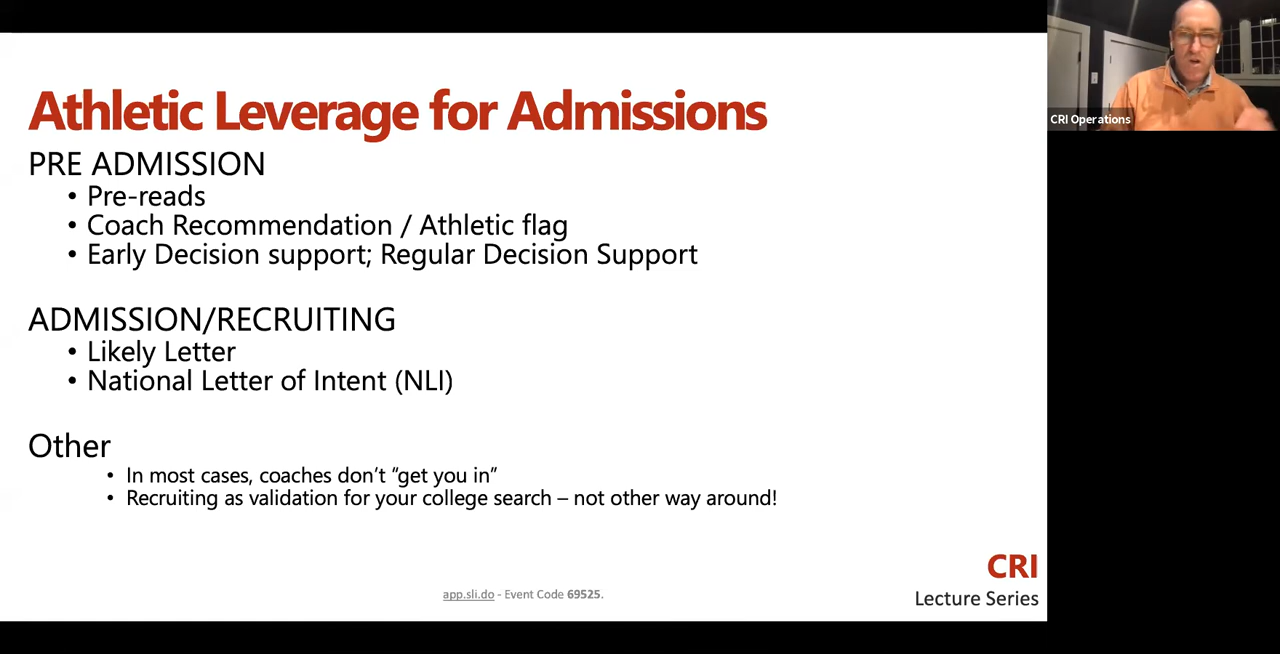 Athletic Leverage for Admissions
PRE ADMISSION
• Pre-reads
• Coach Recommendation / Athletic flag
• Early Decision support; Regular Decision Support
ADMISSION/RECRUITING
• Likely Letter
• National Letter of Intent (NLI)
Other
• In most cases, coaches don’t “get you in”
• Recruiting as validation for your college search – not other way around!
app.sli.do - Event Code 69525.
CRI
Lecture Series
CRI Operations